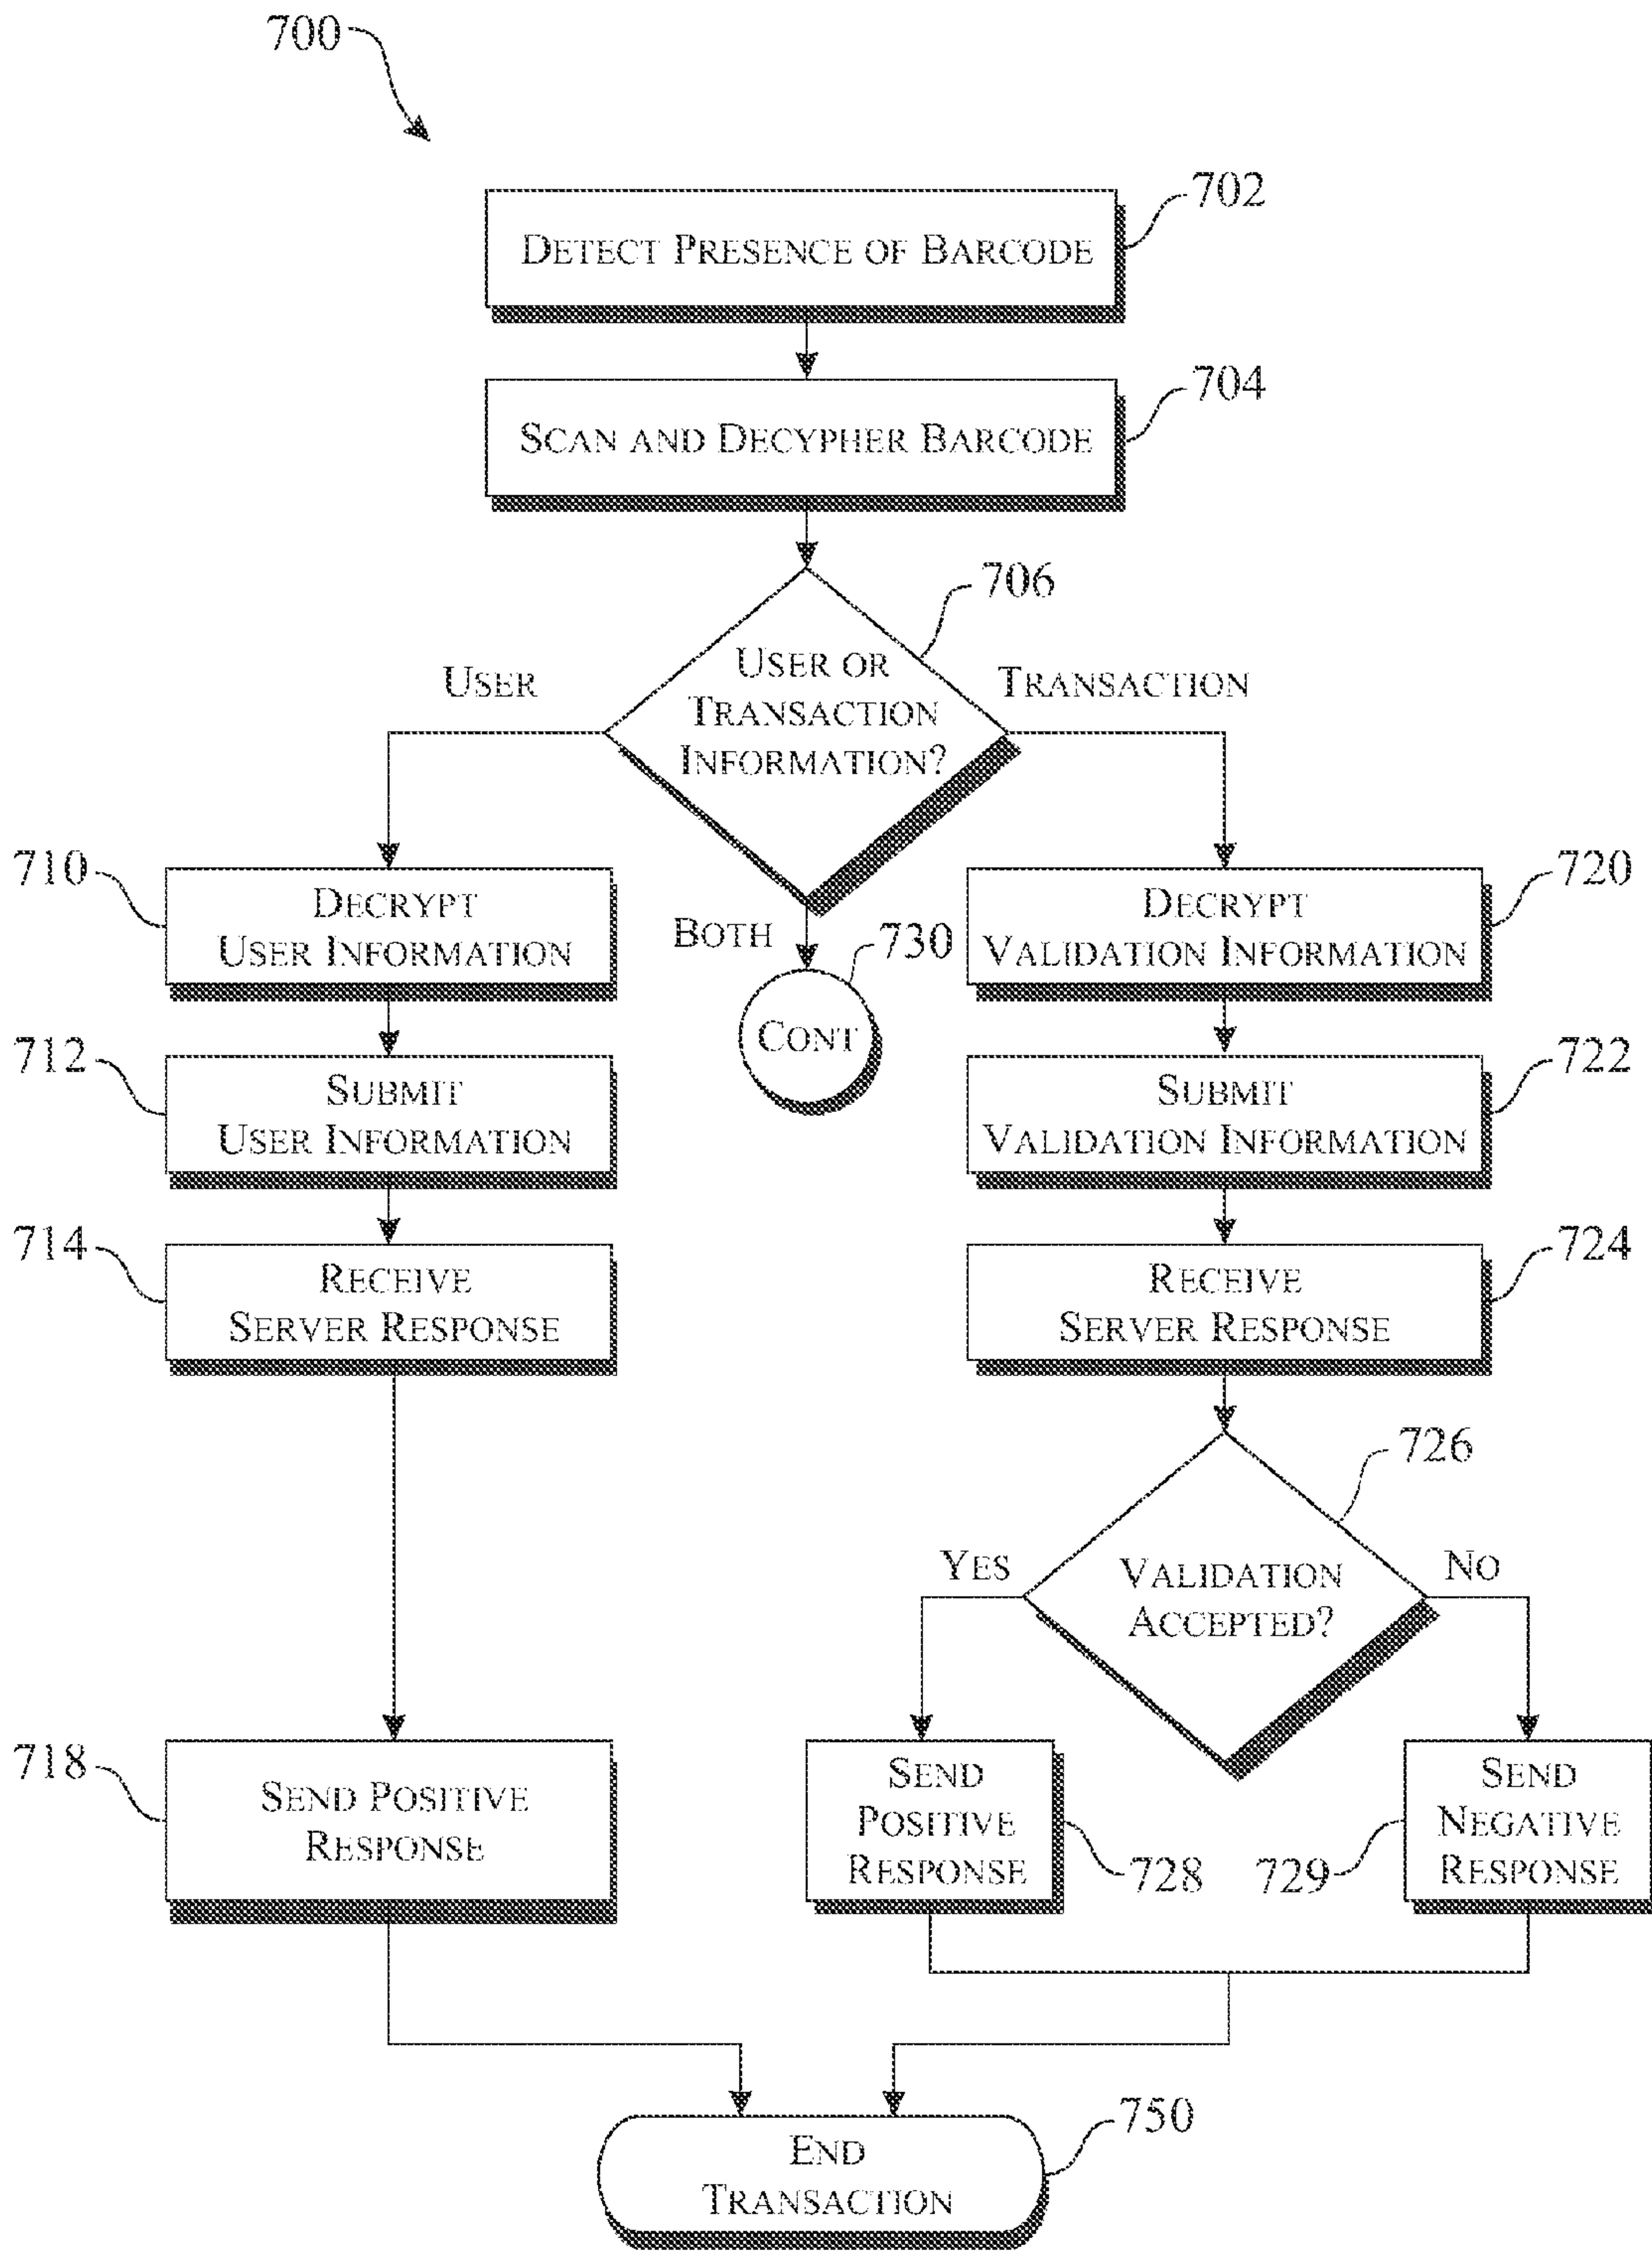 700
702
DETECT PRESENCE OF BARCODE
704
SCAN AND DECYPHER BARCODE
706
USER OR
TRANSACTION
INFORMATION?
USER
TRANSACTION
BOTH
730
CONT
710
DECRYPT
USER INFORMATION
720
DECRYPT
VALIDATION INFORMATION
712
SUBMIT
USER INFORMATION
722
SUBMIT
VALIDATION INFORMATION
714
RECEIVE
SERVER RESPONSE
724
RECEIVE
SERVER RESPONSE
726
VALIDATION
ACCEPTED?
YES
NO
718
SEND POSITIVE
RESPONSE
SEND
POSITIVE
RESPONSE
728
729
SEND
NEGATIVE
RESPONSE
750
END
TRANSACTION